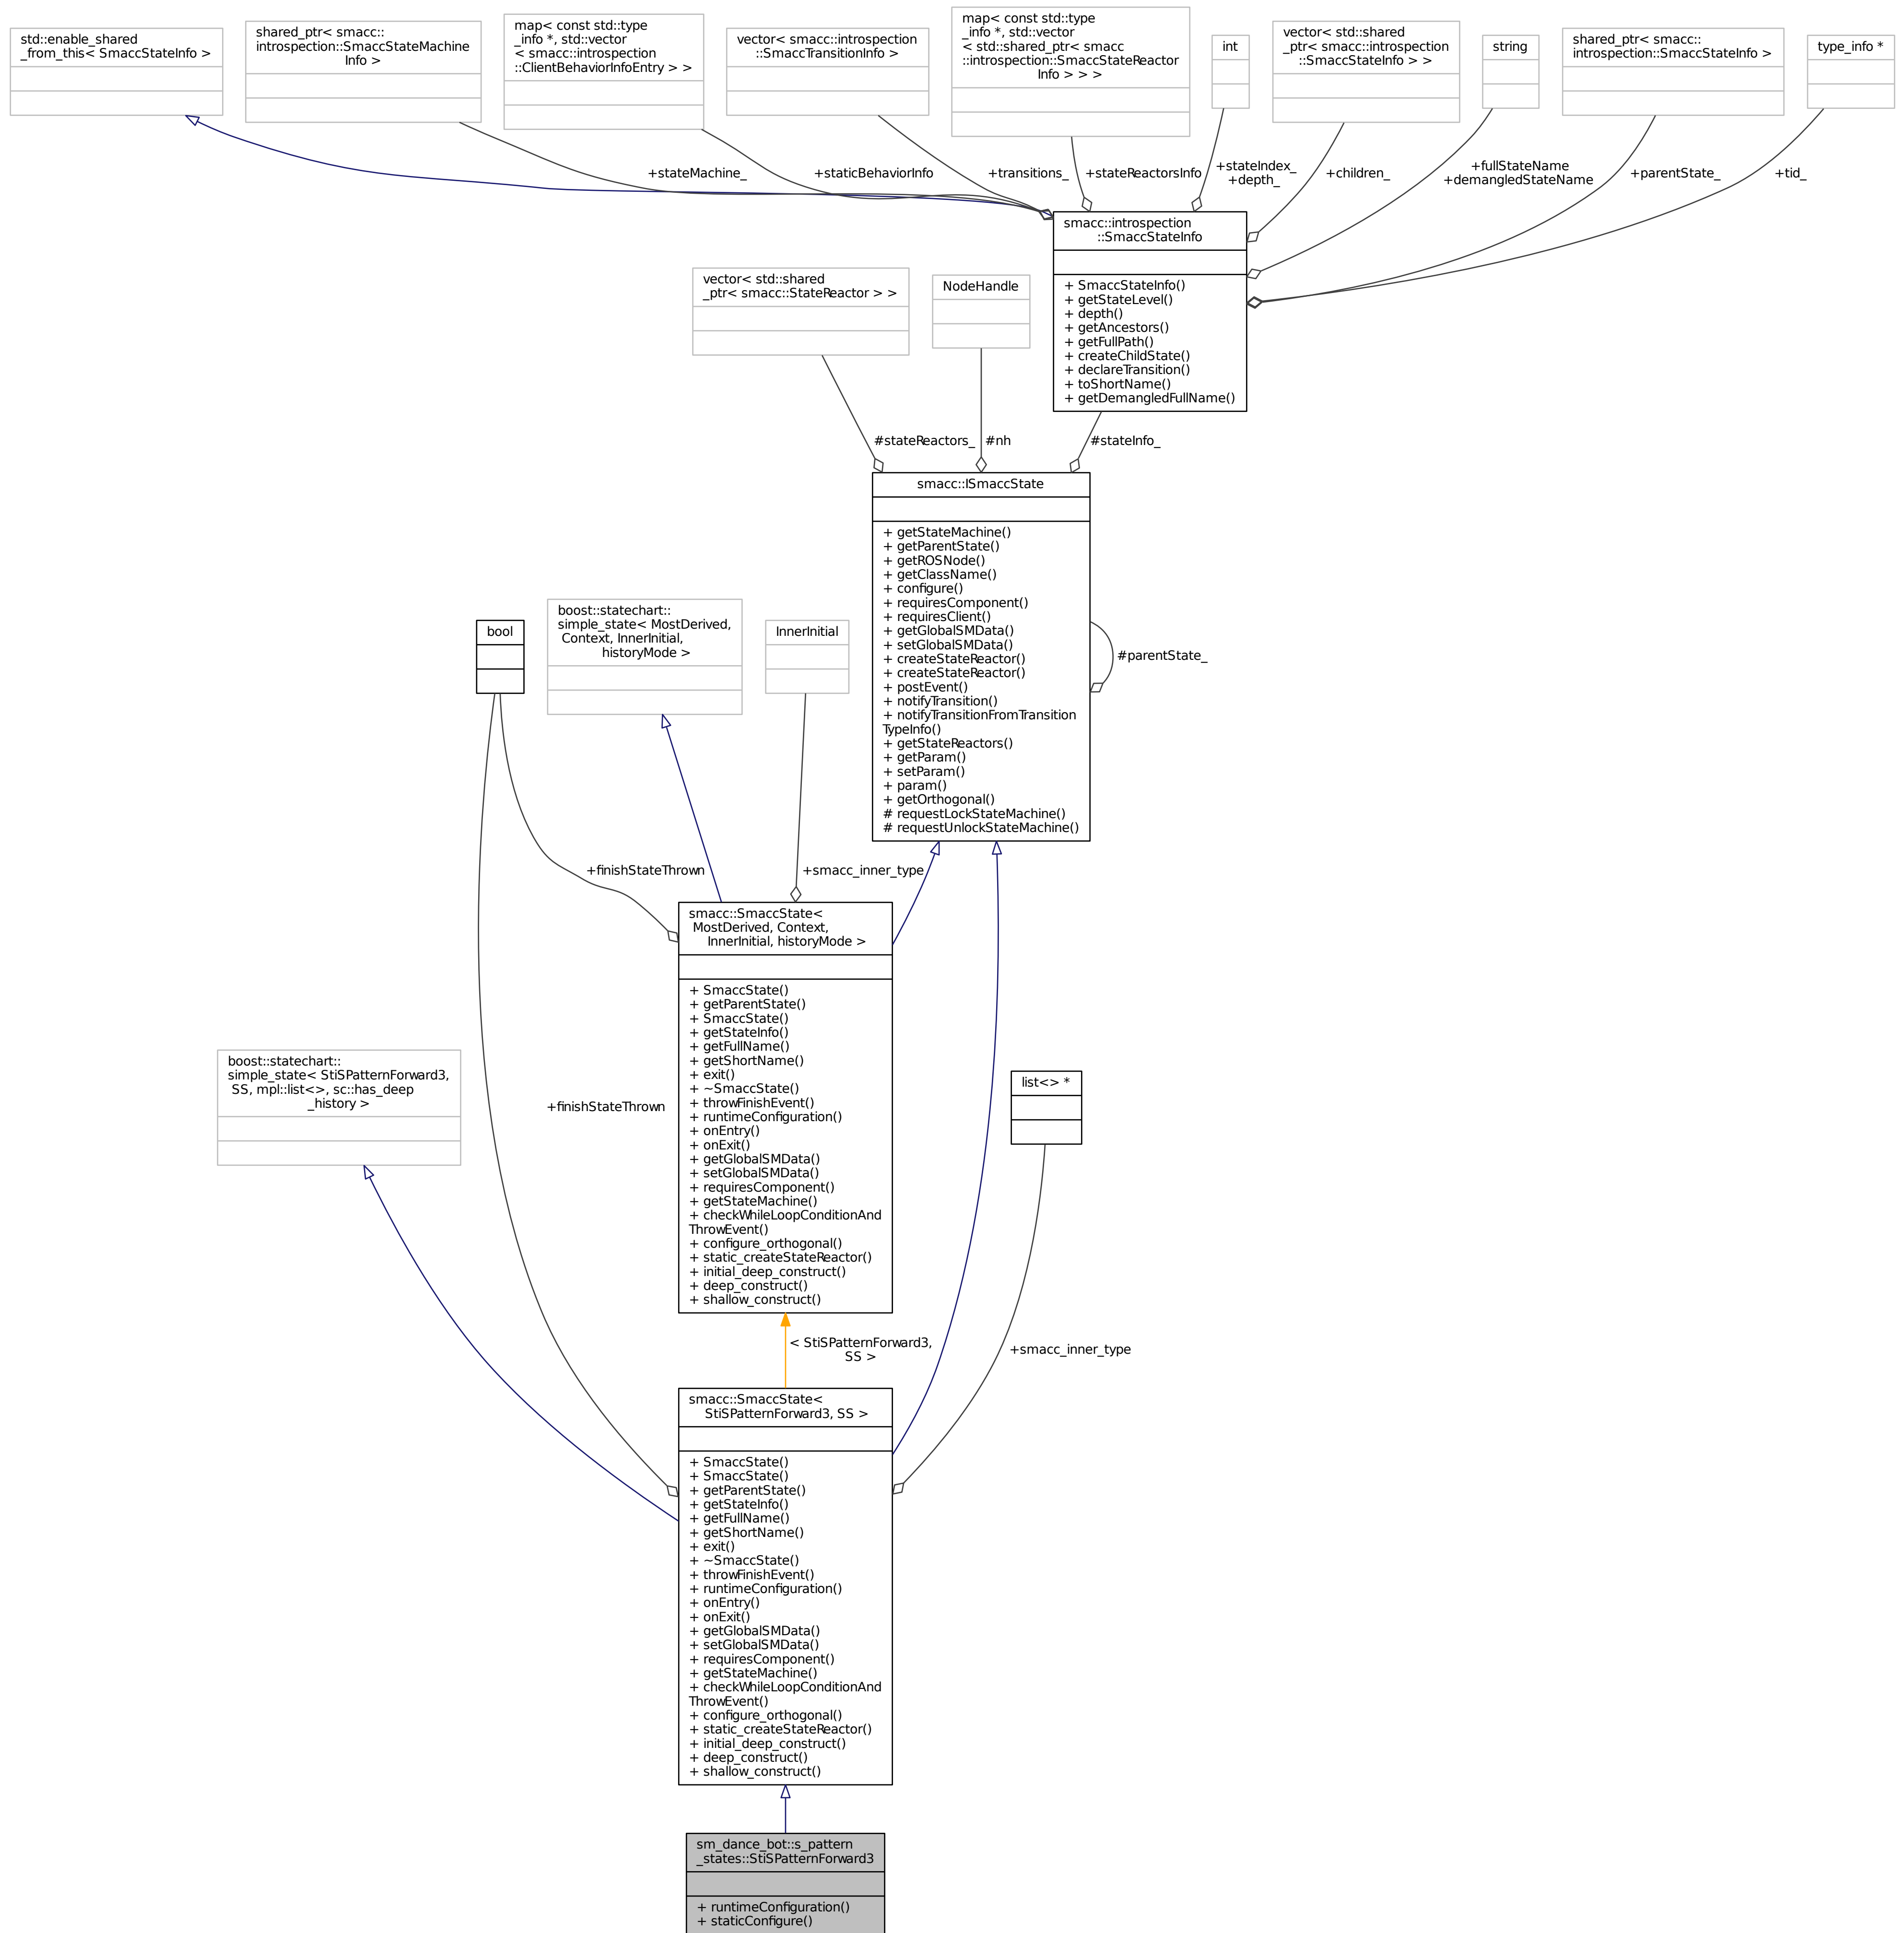 std::enable_shared
_from_this< SmaccStateInfo >
shared_ptr< smacc::
introspection::SmaccStateMachine
Info >
map< const std::type
_info *, std::vector
< smacc::introspection
::ClientBehaviorInfoEntry > >
vector< smacc::introspection
::SmaccTransitionInfo >
map< const std::type
_info *, std::vector
< std::shared_ptr< smacc
::introspection::SmaccStateReactor
Info > > >
int
vector< std::shared
_ptr< smacc::introspection
::SmaccStateInfo > >
string
shared_ptr< smacc::
introspection::SmaccStateInfo >
type_info *
+stateMachine_
+staticBehaviorInfo
+transitions_
+stateReactorsInfo
+stateIndex_
+depth_
+children_
+fullStateName
+demangledStateName
+parentState_
+tid_
smacc::introspection
::SmaccStateInfo
+ SmaccStateInfo()
+ getStateLevel()
+ depth()
+ getAncestors()
+ getFullPath()
+ createChildState()
+ declareTransition()
+ toShortName()
+ getDemangledFullName()
vector< std::shared
_ptr< smacc::StateReactor > >
NodeHandle
#stateReactors_
#nh
#stateInfo_
smacc::ISmaccState
+ getStateMachine()
+ getParentState()
+ getROSNode()
+ getClassName()
+ configure()
+ requiresComponent()
+ requiresClient()
+ getGlobalSMData()
+ setGlobalSMData()
+ createStateReactor()
+ createStateReactor()
+ postEvent()
+ notifyTransition()
+ notifyTransitionFromTransition
TypeInfo()
+ getStateReactors()
+ getParam()
+ setParam()
+ param()
+ getOrthogonal()
# requestLockStateMachine()
# requestUnlockStateMachine()
#parentState_
bool
boost::statechart::
simple_state< MostDerived,
Context, InnerInitial,
historyMode >
InnerInitial
+finishStateThrown
+smacc_inner_type
smacc::SmaccState<
MostDerived, Context,
InnerInitial, historyMode >
+ SmaccState()
+ getParentState()
+ SmaccState()
+ getStateInfo()
+ getFullName()
+ getShortName()
+ exit()
+ ~SmaccState()
+ throwFinishEvent()
+ runtimeConfiguration()
+ onEntry()
+ onExit()
+ getGlobalSMData()
+ setGlobalSMData()
+ requiresComponent()
+ getStateMachine()
+ checkWhileLoopConditionAnd
ThrowEvent()
+ configure_orthogonal()
+ static_createStateReactor()
+ initial_deep_construct()
+ deep_construct()
+ shallow_construct()
boost::statechart::
simple_state< StiSPatternForward3,
SS, mpl::list<>, sc::has_deep
_history >
+finishStateThrown
list<> *
< StiSPatternForward3,
SS >
+smacc_inner_type
smacc::SmaccState<
StiSPatternForward3, SS >
+ SmaccState()
+ SmaccState()
+ getParentState()
+ getStateInfo()
+ getFullName()
+ getShortName()
+ exit()
+ ~SmaccState()
+ throwFinishEvent()
+ runtimeConfiguration()
+ onEntry()
+ onExit()
+ getGlobalSMData()
+ setGlobalSMData()
+ requiresComponent()
+ getStateMachine()
+ checkWhileLoopConditionAnd
ThrowEvent()
+ configure_orthogonal()
+ static_createStateReactor()
+ initial_deep_construct()
+ deep_construct()
+ shallow_construct()
sm_dance_bot::s_pattern
_states::StiSPatternForward3
+ runtimeConfiguration()
+ staticConfigure()